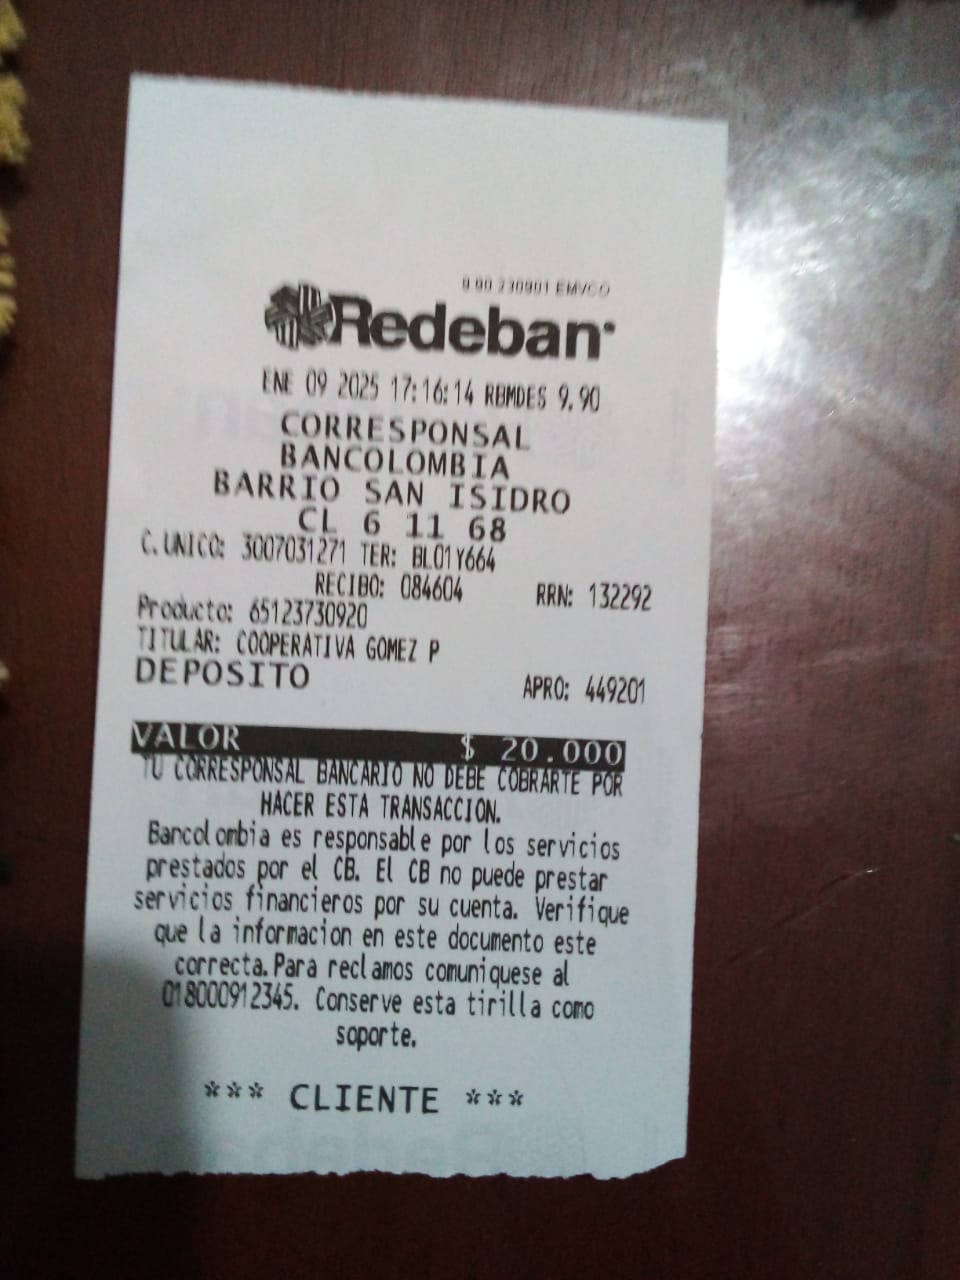 9.90 230901 EMVCO
Redeban
ENE 09 2025 17:16:14 RBMDES 9.90
CORRESPONSAL
BANCOLOMBIA
BARRIO SAN ISIDRO
CL 6 11 68
C. UNICO: 3007031271 TER: BL01Y664
RECIBO: 084604 RRN: 132292
Producto: 65123730920
TITULAR: COOPERATIVA GOMEZ P
DEPOSITO APRO: 449201
VALOR $ 20.000
TU CORRESPONSAL BANCARIO NO DEBE COBRARTE POR
HACER ESTA TRANSACCION.
Bancolombia es responsable por los servicios
prestados por el CB. El CB no puede prestar
servicios financieros por su cuenta. Verifique
que la informacion en este documento este
correcta.Para reclamos comuniquese al
018000912345. Conserve esta tirilla como
soporte.
*** CLIENTE ***